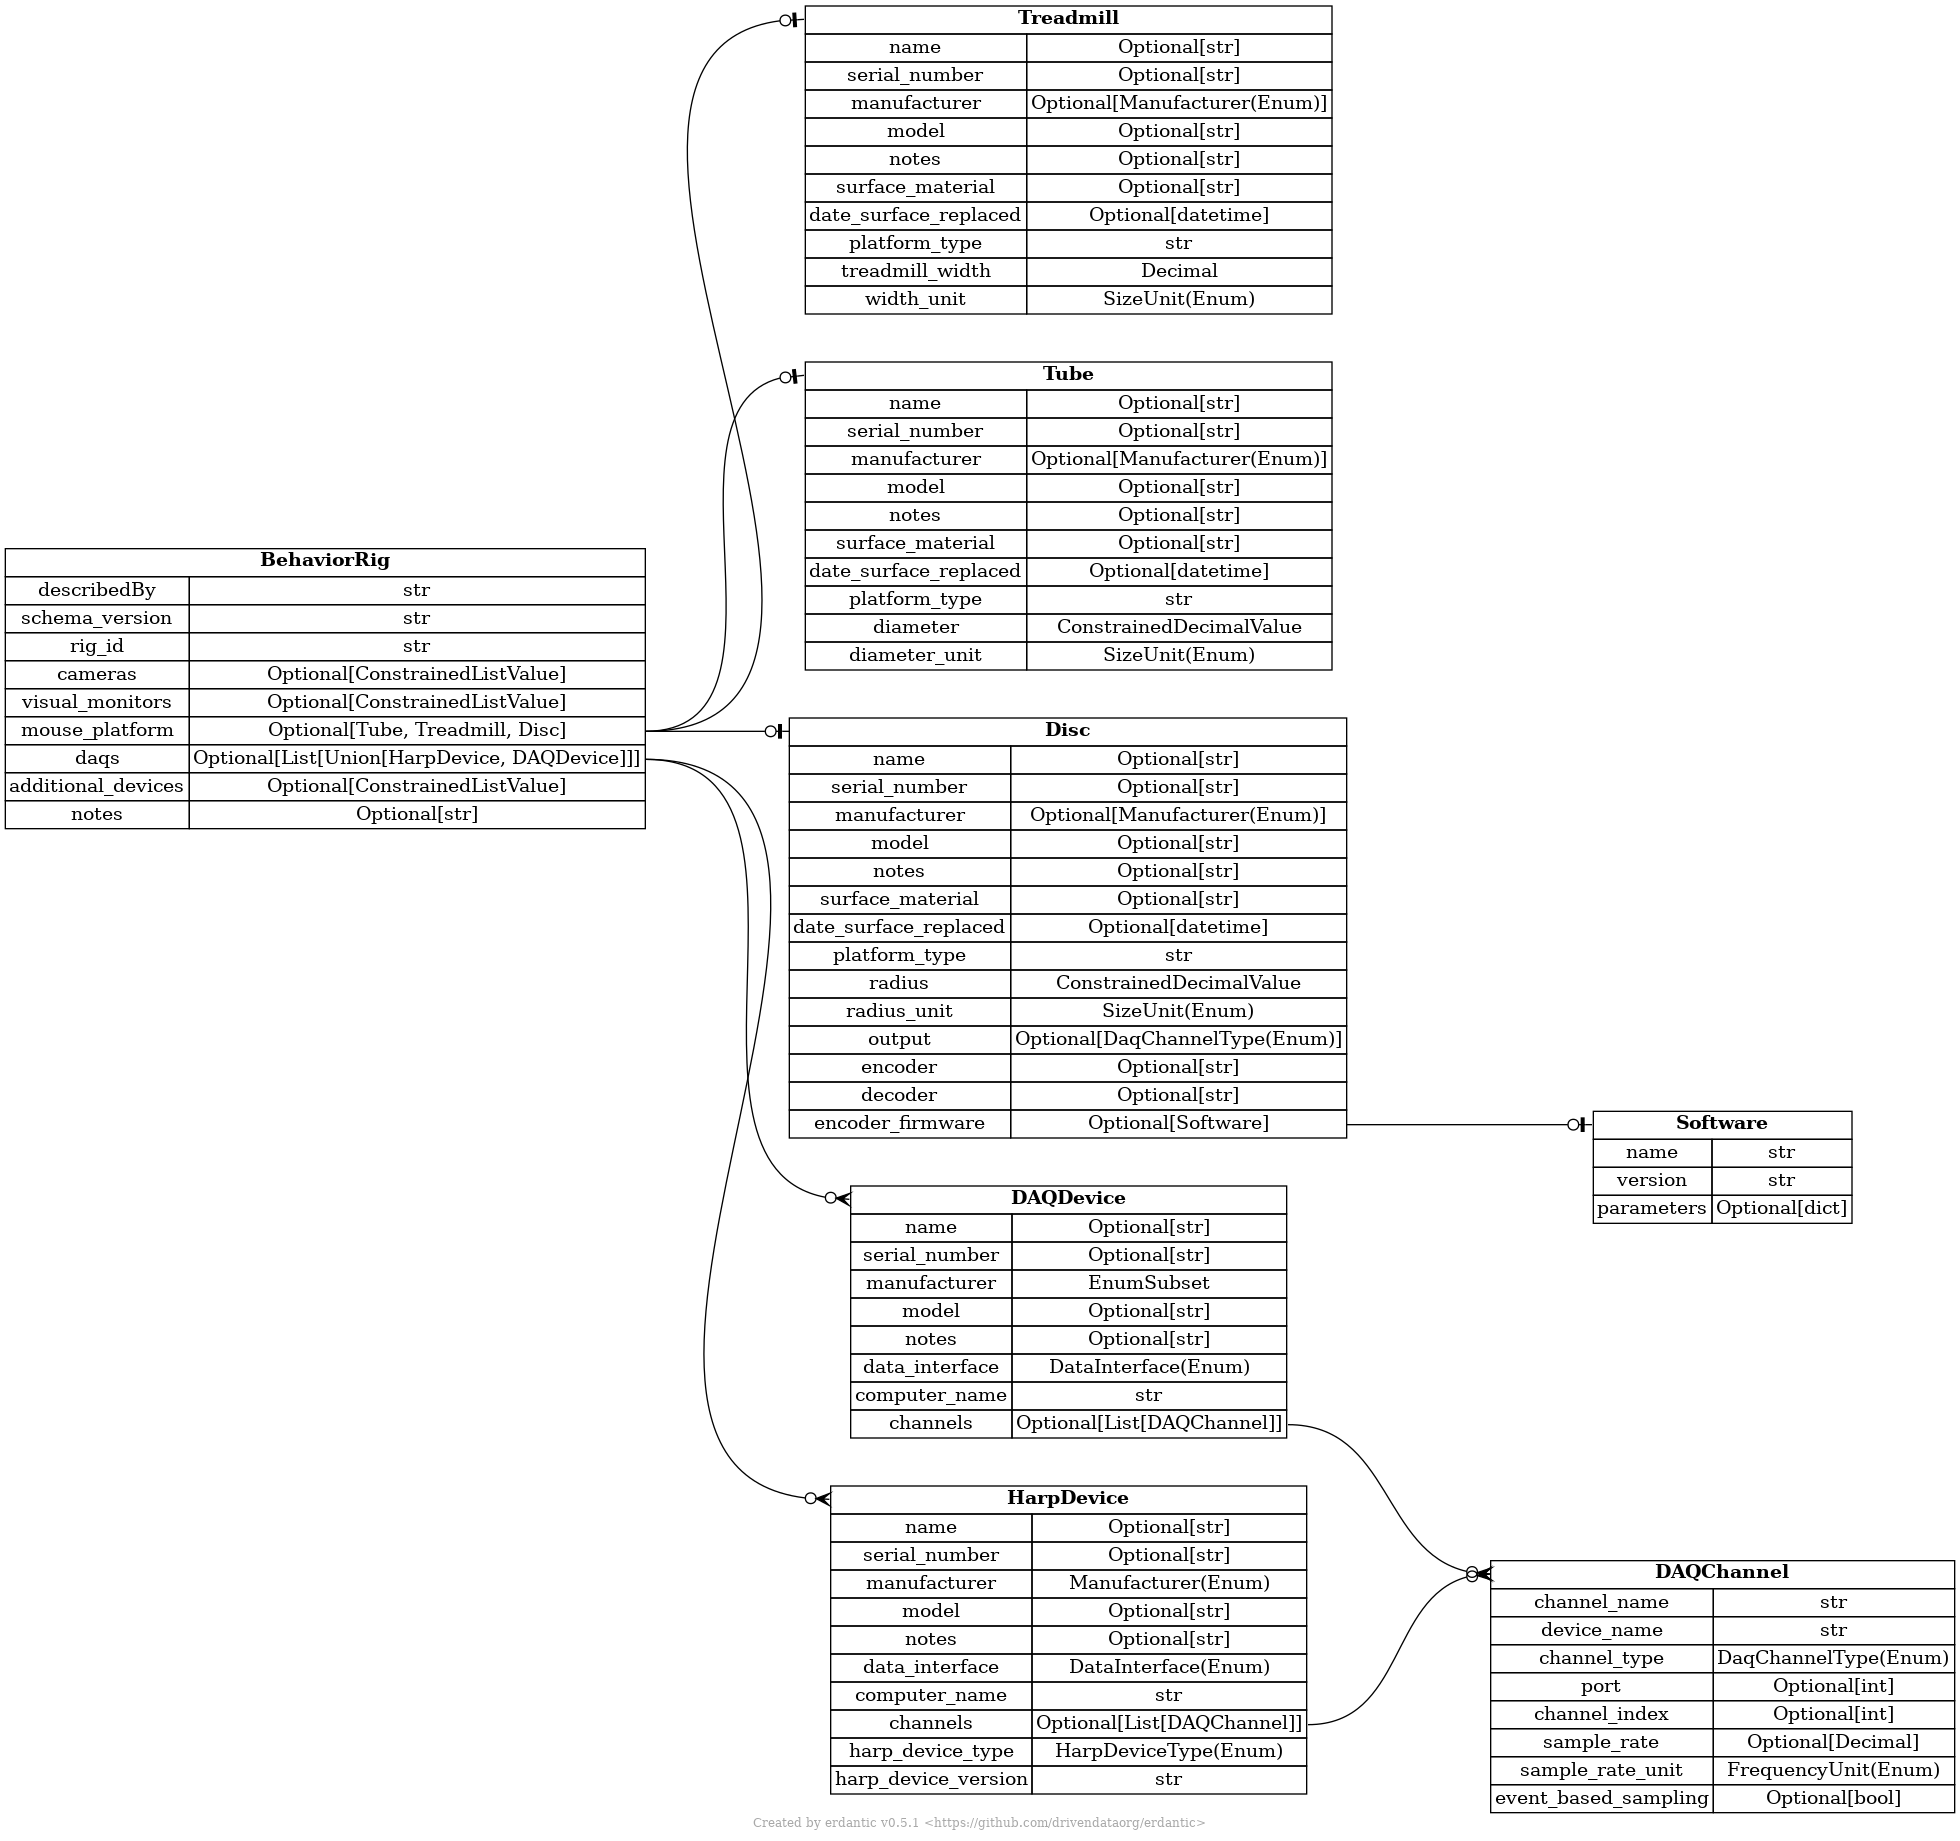 Treadmill
name Optional[str]
serial_number Optional[str]
manufacturer Optional[Manufacturer(Enum)]
model Optional[str]
notes Optional[str]
surface_material Optional[str]
date_surface_replaced Optional[datetime]
platform_type str
treadmill_width Decimal
width_unit SizeUnit(Enum)
Tube
name Optional[str]
serial_number Optional[str]
manufacturer Optional[Manufacturer(Enum)]
model Optional[str]
notes Optional[str]
surface_material Optional[str]
date_surface_replaced Optional[datetime]
platform_type str
diameter ConstrainedDecimalValue
diameter_unit SizeUnit(Enum)
BehaviorRig
describedBy str
schema_version str
rig_id str
cameras Optional[ConstrainedListValue]
visual_monitors Optional[ConstrainedListValue]
mouse_platform Optional[Tube, Treadmill, Disc]
daqs Optional[List[Union[HarpDevice, DAQDevice]]]
additional_devices Optional[ConstrainedListValue]
notes Optional[str]
Disc
name Optional[str]
serial_number Optional[str]
manufacturer Optional[Manufacturer(Enum)]
model Optional[str]
notes Optional[str]
surface_material Optional[str]
date_surface_replaced Optional[datetime]
platform_type str
radius ConstrainedDecimalValue
radius_unit SizeUnit(Enum)
output Optional[DaqChannelType(Enum)]
encoder Optional[str]
decoder Optional[str]
encoder_firmware Optional[Software]
Software
name str
version str
parameters Optional[dict]
DAQDevice
name Optional[str]
serial_number Optional[str]
manufacturer EnumSubset
model Optional[str]
notes Optional[str]
data_interface DataInterface(Enum)
computer_name str
channels Optional[List[DAQChannel]]
HarpDevice
name Optional[str]
serial_number Optional[str]
manufacturer Manufacturer(Enum)
model Optional[str]
notes Optional[str]
data_interface DataInterface(Enum)
computer_name str
channels Optional[List[DAQChannel]]
harp_device_type HarpDeviceType(Enum)
harp_device_version str
DAQChannel
channel_name str
device_name str
channel_type DaqChannelType(Enum)
port Optional[int]
channel_index Optional[int]
sample_rate Optional[Decimal]
sample_rate_unit FrequencyUnit(Enum)
event_based_sampling Optional[bool]
Created by erdantic v0.5.1 <https://github.com/drivendataorg/erdantic>